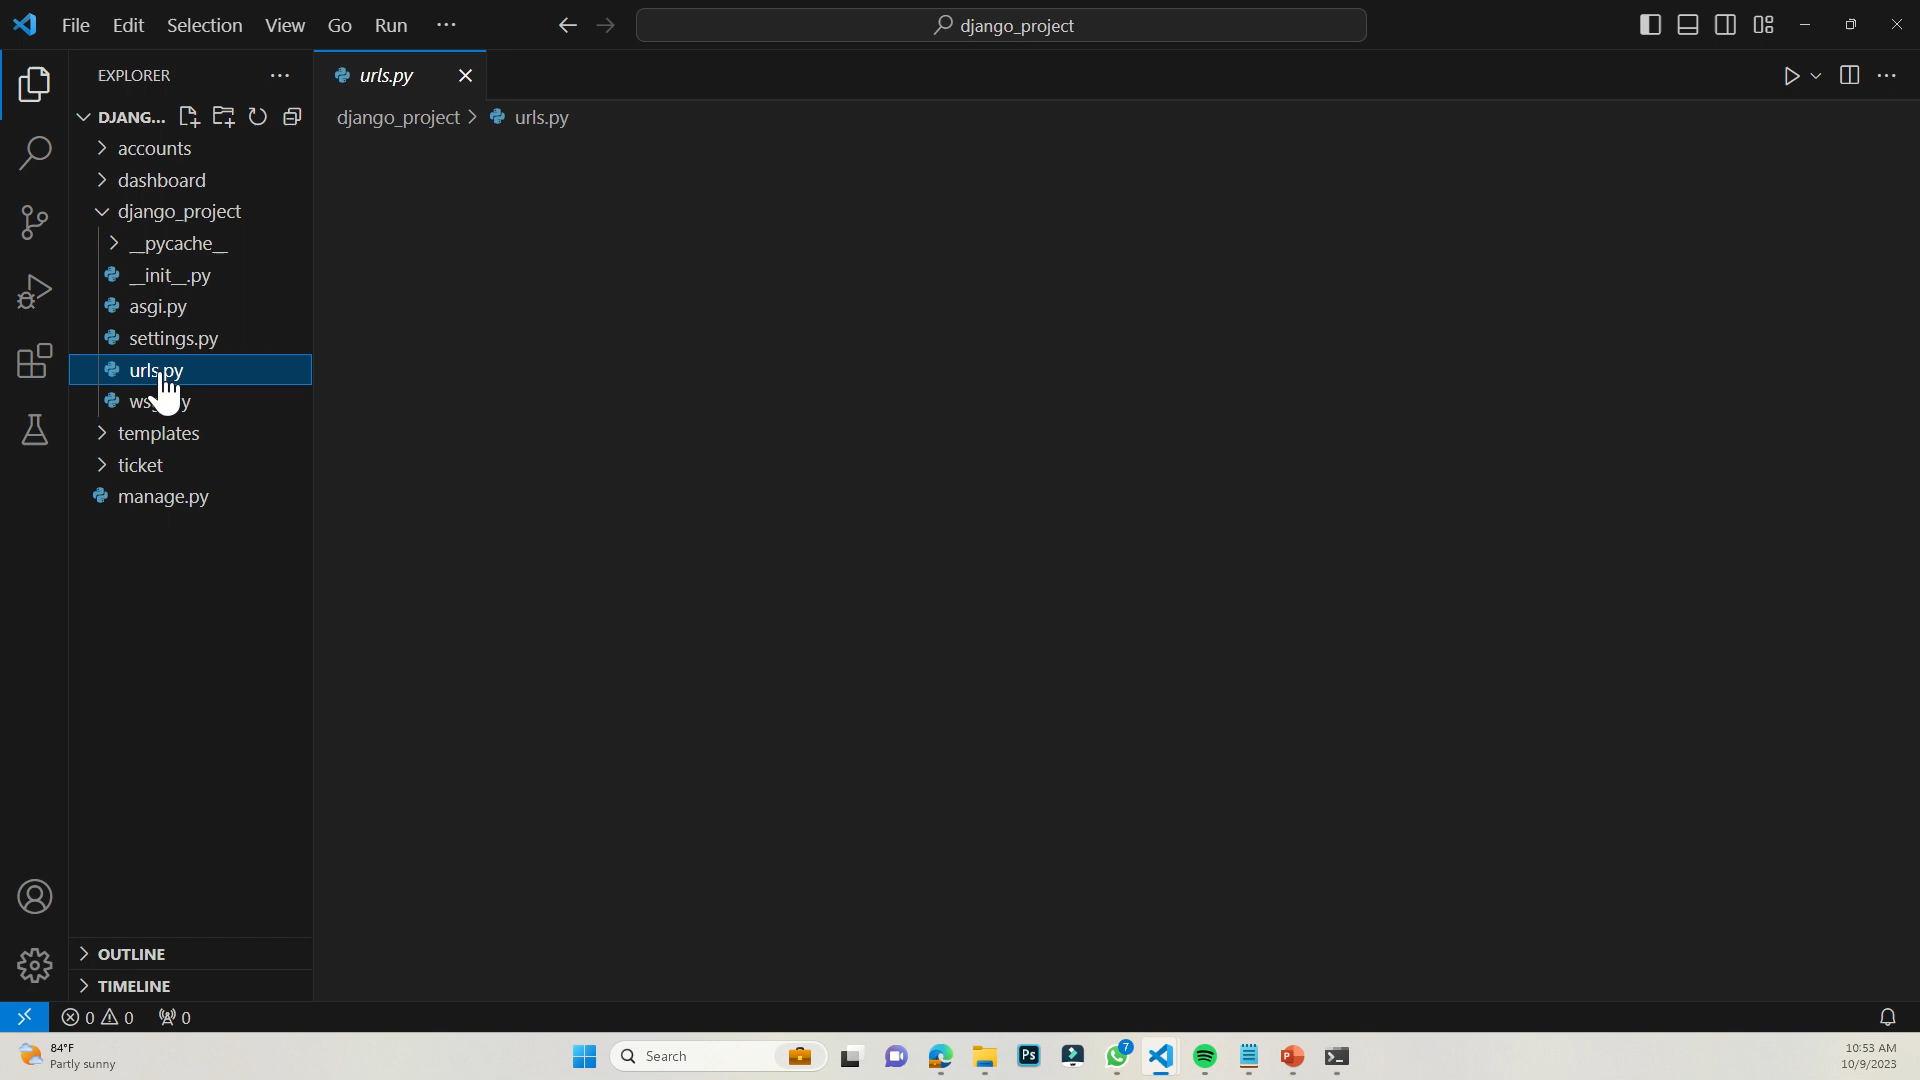 File Edit Selection View Go Run ··· django_project
EXPLORER ··· urls.py
DJANG...
django_project > urls.py
accounts
dashboard
django_project
__pycache__
__init__.py
asgi.py
settings.py
urls.py
templates
ticket
manage.py
OUTLINE
TIMELINE
0 0 0
84°F
Partly sunny
Search
Ps
7
P
10:53 AM
10/9/2023